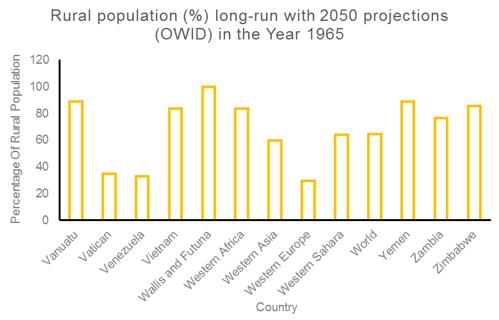 Rural population (%) long-run with 2050 projections
(OWID) in the Year 1965
Percentage Of Rural Population
120
100
80
60
40
20
0
Vanuatu
Vatican
Venezuela
Vietnam
Wallis and Futuna
Western Africa
Western Asia
Western Europe
Western Sahara
World
Yemen
Zambia
Zimbabwe
Country